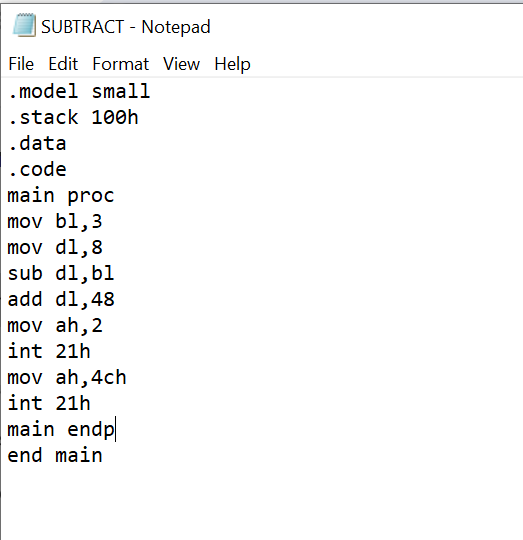 SUBTRACT - Notepad
File Edit Format View Help
.model small
.stack 100h
.data
.code
main proc
mov bl,3
mov dl,8
sub dl,bl
add dl,48
mov ah,2
int 21h
mov ah,4ch
int 21h
main endp
end main